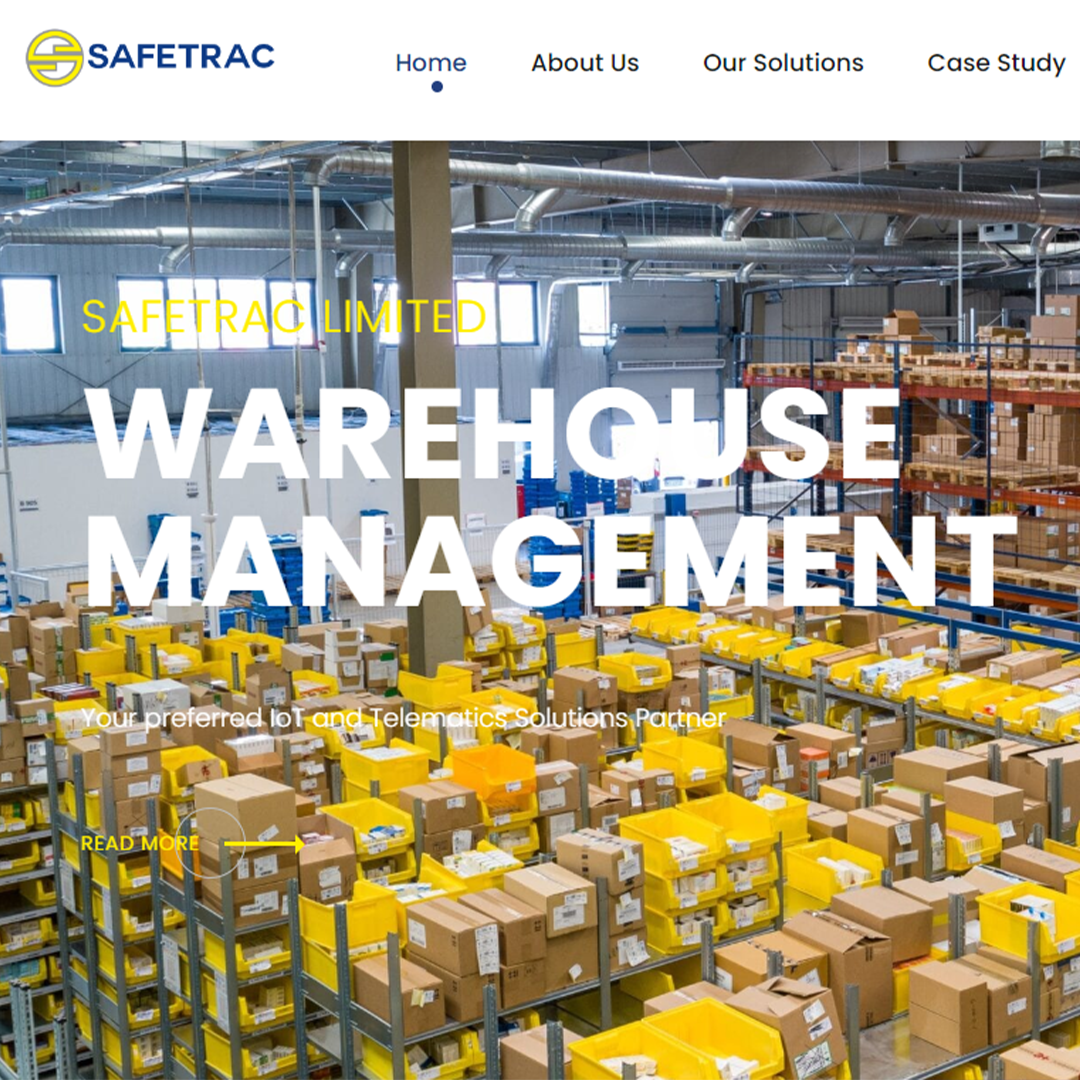 SAFETRAC
Home
About Us
Our Solutions
Case Study
SAFETRAC LIMITED
WAREHOUSE
MANAGEMENT
Your preferred IoT and Telematics Solutions Partner
READ MORE